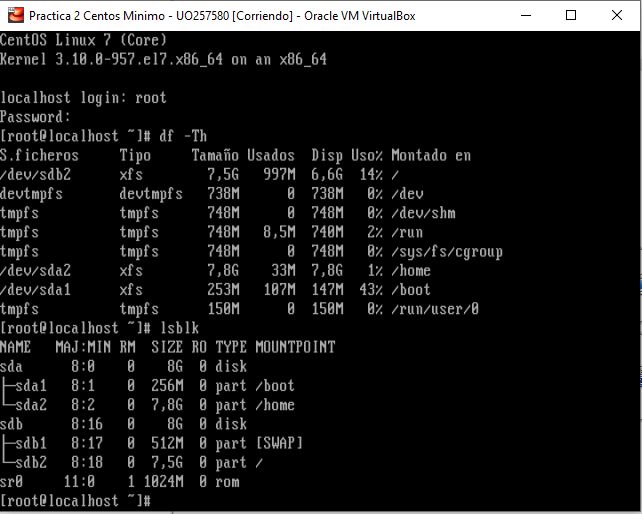 Practica 2 Centos Minimo - UO257580 [Corriendo] - Oracle VM VirtualBox
CentOS Linux 7 (Core)
Kernel 3.10.0-957.el7.x86_64 on an x86_64
localhost login: root
Password:
[root@localhost ~]# df -Th
S.ficheros     Tipo     Tamaño Usados  Disp Uso% Montado en
/dev/sdb2      xfs        7,5G   997M  6,6G  14% /
devtmpfs       devtmpfs   738M      0  738M   0% /dev
tmpfs          tmpfs      748M      0  748M   0% /dev/shm
tmpfs          tmpfs      748M   8,5M  740M   2% /run
tmpfs          tmpfs      748M      0  748M   0% /sys/fs/cgroup
/dev/sda2      xfs        7,8G    33M  7,8G   1% /home
/dev/sda1      xfs        253M   107M  147M  43% /boot
tmpfs          tmpfs      150M      0  150M   0% /run/user/0
[root@localhost ~]# lsblk
NAME   MAJ:MIN RM  SIZE RO TYPE MOUNTPOINT
sda      8:0    0    8G  0 disk
├─sda1   8:1    0  256M  0 part /boot
└─sda2   8:2    0  7,8G  0 part /home
sdb      8:16   0    8G  0 disk
├─sdb1   8:17   0  512M  0 part [SWAP]
└─sdb2   8:18   0  7,5G  0 part /
sr0     11:0    1 1024M  0 rom
[root@localhost ~]#